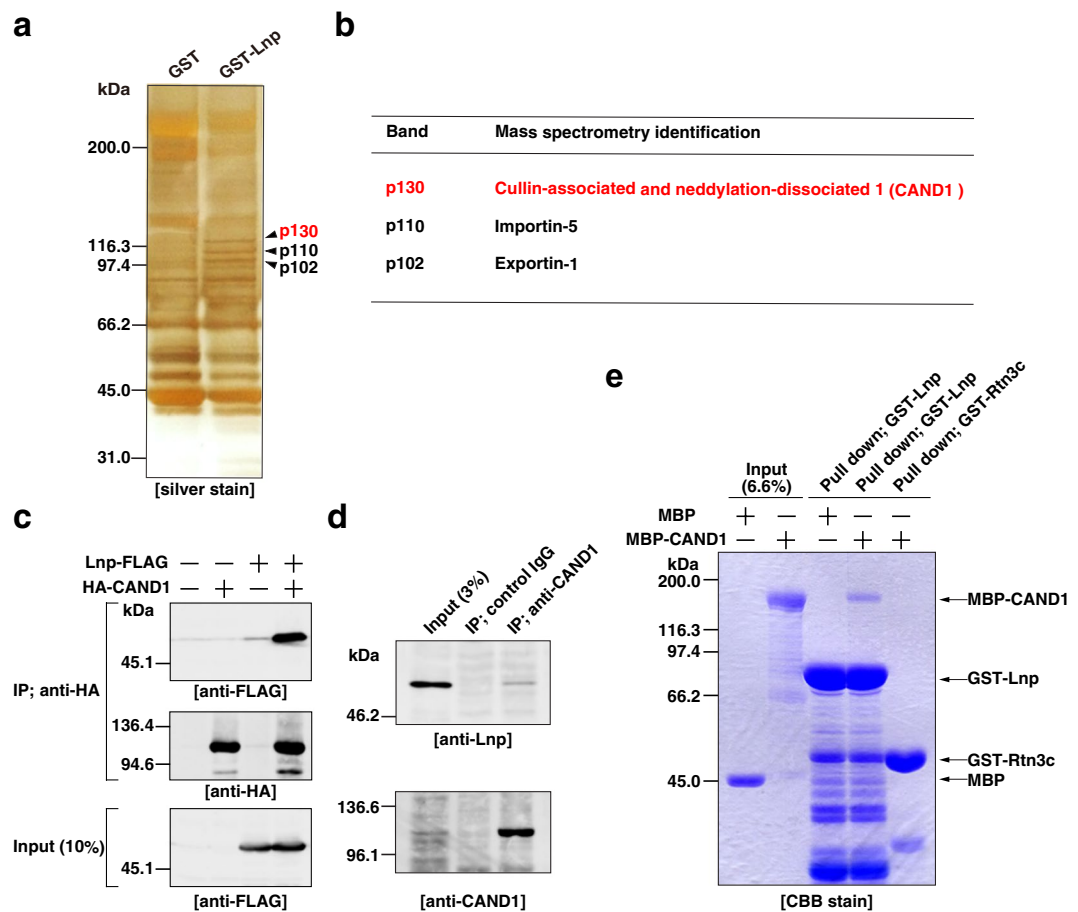 a
GST
GST-Lnp
kDa
200.0
116.3
97.4
66.2
45.0
31.0
p130
p110
p102
[silver stain]
b
Band Mass spectrometry identification
p130 Cullin-associated and neddylation-dissociated 1 (CAND1 )
p110 Importin-5
p102 Exportin-1
c
Lnp-FLAG — — + +
HA-CAND1 — + — +
kDa
45.1
[anti-FLAG]
IP; anti-HA
136.4
94.6
[anti-HA]
Input (10%)
45.1
[anti-FLAG]
d
Input (3%)
IP; control IgG
IP; anti-CAND1
kDa
46.2
[anti-Lnp]
136.6
96.1
[anti-CAND1]
e
Input
(6.6%)
Pull down; GST-Lnp
Pull down; GST-Lnp
Pull down; GST-Rtn3c
MBP + — + — —
MBP-CAND1 — + — + +
kDa
200.0
116.3
97.4
66.2
45.0
MBP-CAND1
GST-Lnp
GST-Rtn3c
MBP
[CBB stain]